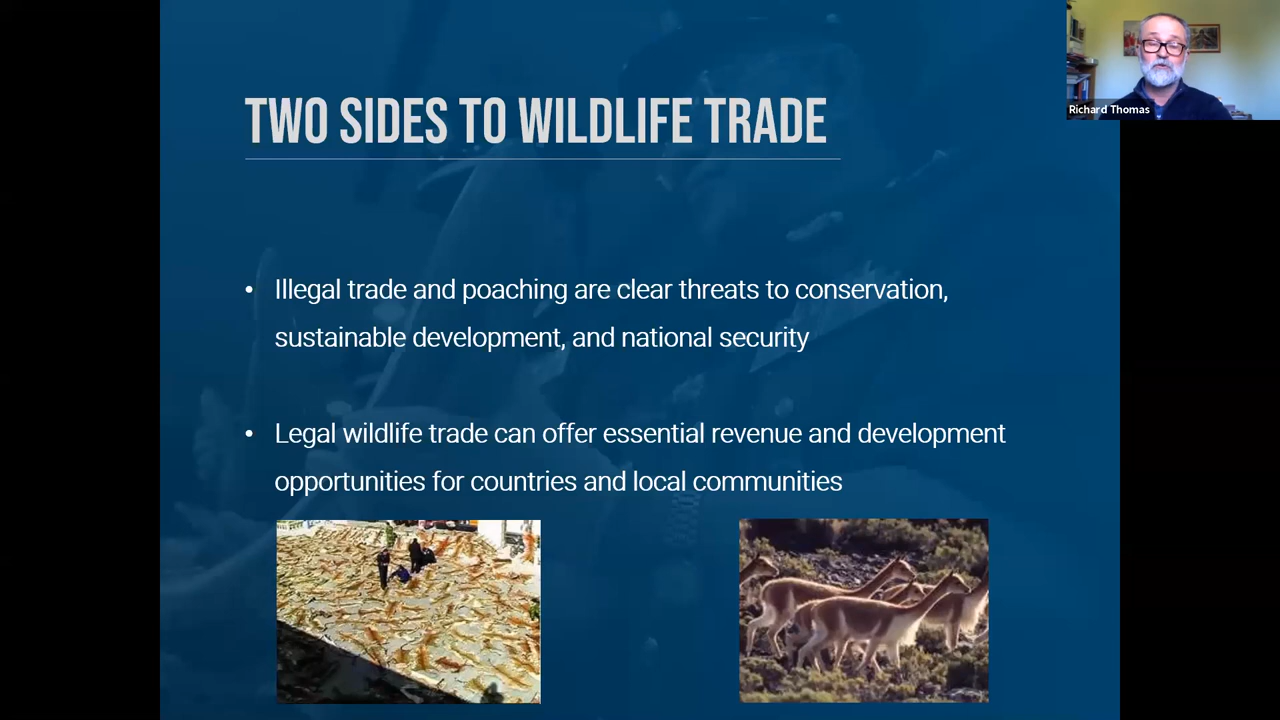 TWO SIDES TO WILDLIFE TRADE
Richard Thomas
• Illegal trade and poaching are clear threats to conservation,
sustainable development, and national security
• Legal wildlife trade can offer essential revenue and development
opportunities for countries and local communities